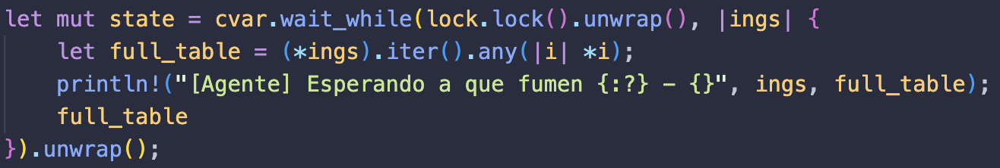 let mut state = cvar.wait_while(lock.lock().unwrap(), |ings| {
    let full_table = (*ings).iter().any(|i| *i);
    println!("[Agente] Esperando a que fumen {:?} - {}", ings, full_table);
    full_table
}).unwrap();